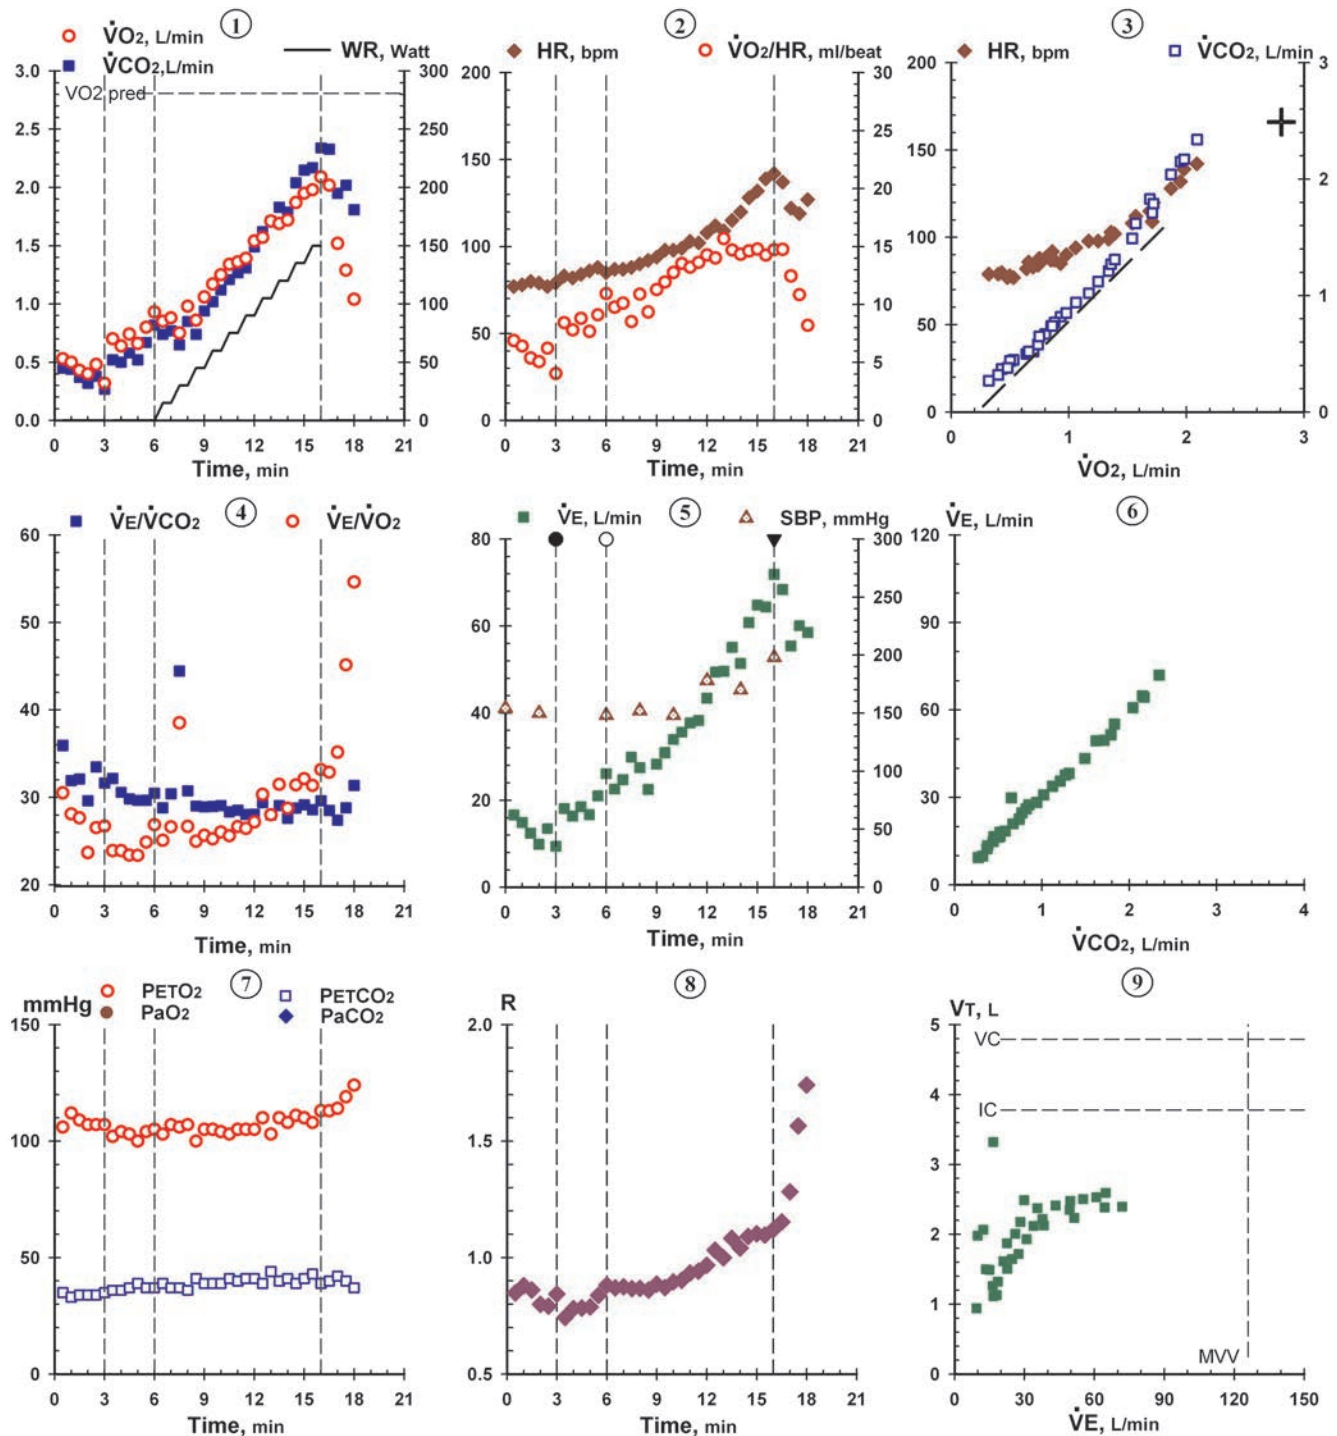 ①
V̇O₂, L/min
V̇CO₂,L/min
WR, Watt
VO2 pred
3.0
2.5
2.0
1.5
1.0
0.5
0.0
300
250
200
150
100
50
0
0 3 6 9 12 15 18 21
Time, min
②
HR, bpm
V̇O₂/HR, ml/beat
200
150
100
50
0
30
25
20
15
10
5
0
0 3 6 9 12 15 18 21
Time, min
③
HR, bpm
V̇CO₂, L/min
200
150
100
50
0
3
2
1
0
0 1 2 3
V̇O₂, L/min
④
V̇E/V̇CO₂
V̇E/V̇O₂
60
50
40
30
20
0 3 6 9 12 15 18 21
Time, min
⑤
V̇E, L/min
SBP, mmHg
80
60
40
20
0
300
250
200
150
100
50
0
0 3 6 9 12 15 18 21
Time, min
⑥
V̇E, L/min
120
90
60
30
0
0 1 2 3 4
V̇CO₂, L/min
⑦
mmHg
PETO₂
PaO₂
PETCO₂
PaCO₂
150
100
50
0
0 3 6 9 12 15 18 21
Time, min
⑧
R
2.0
1.5
1.0
0.5
0 3 6 9 12 15 18 21
Time, min
⑨
VT, L
VC
IC
MVV
5
4
3
2
1
0
0 30 60 90 120 150
V̇E, L/min